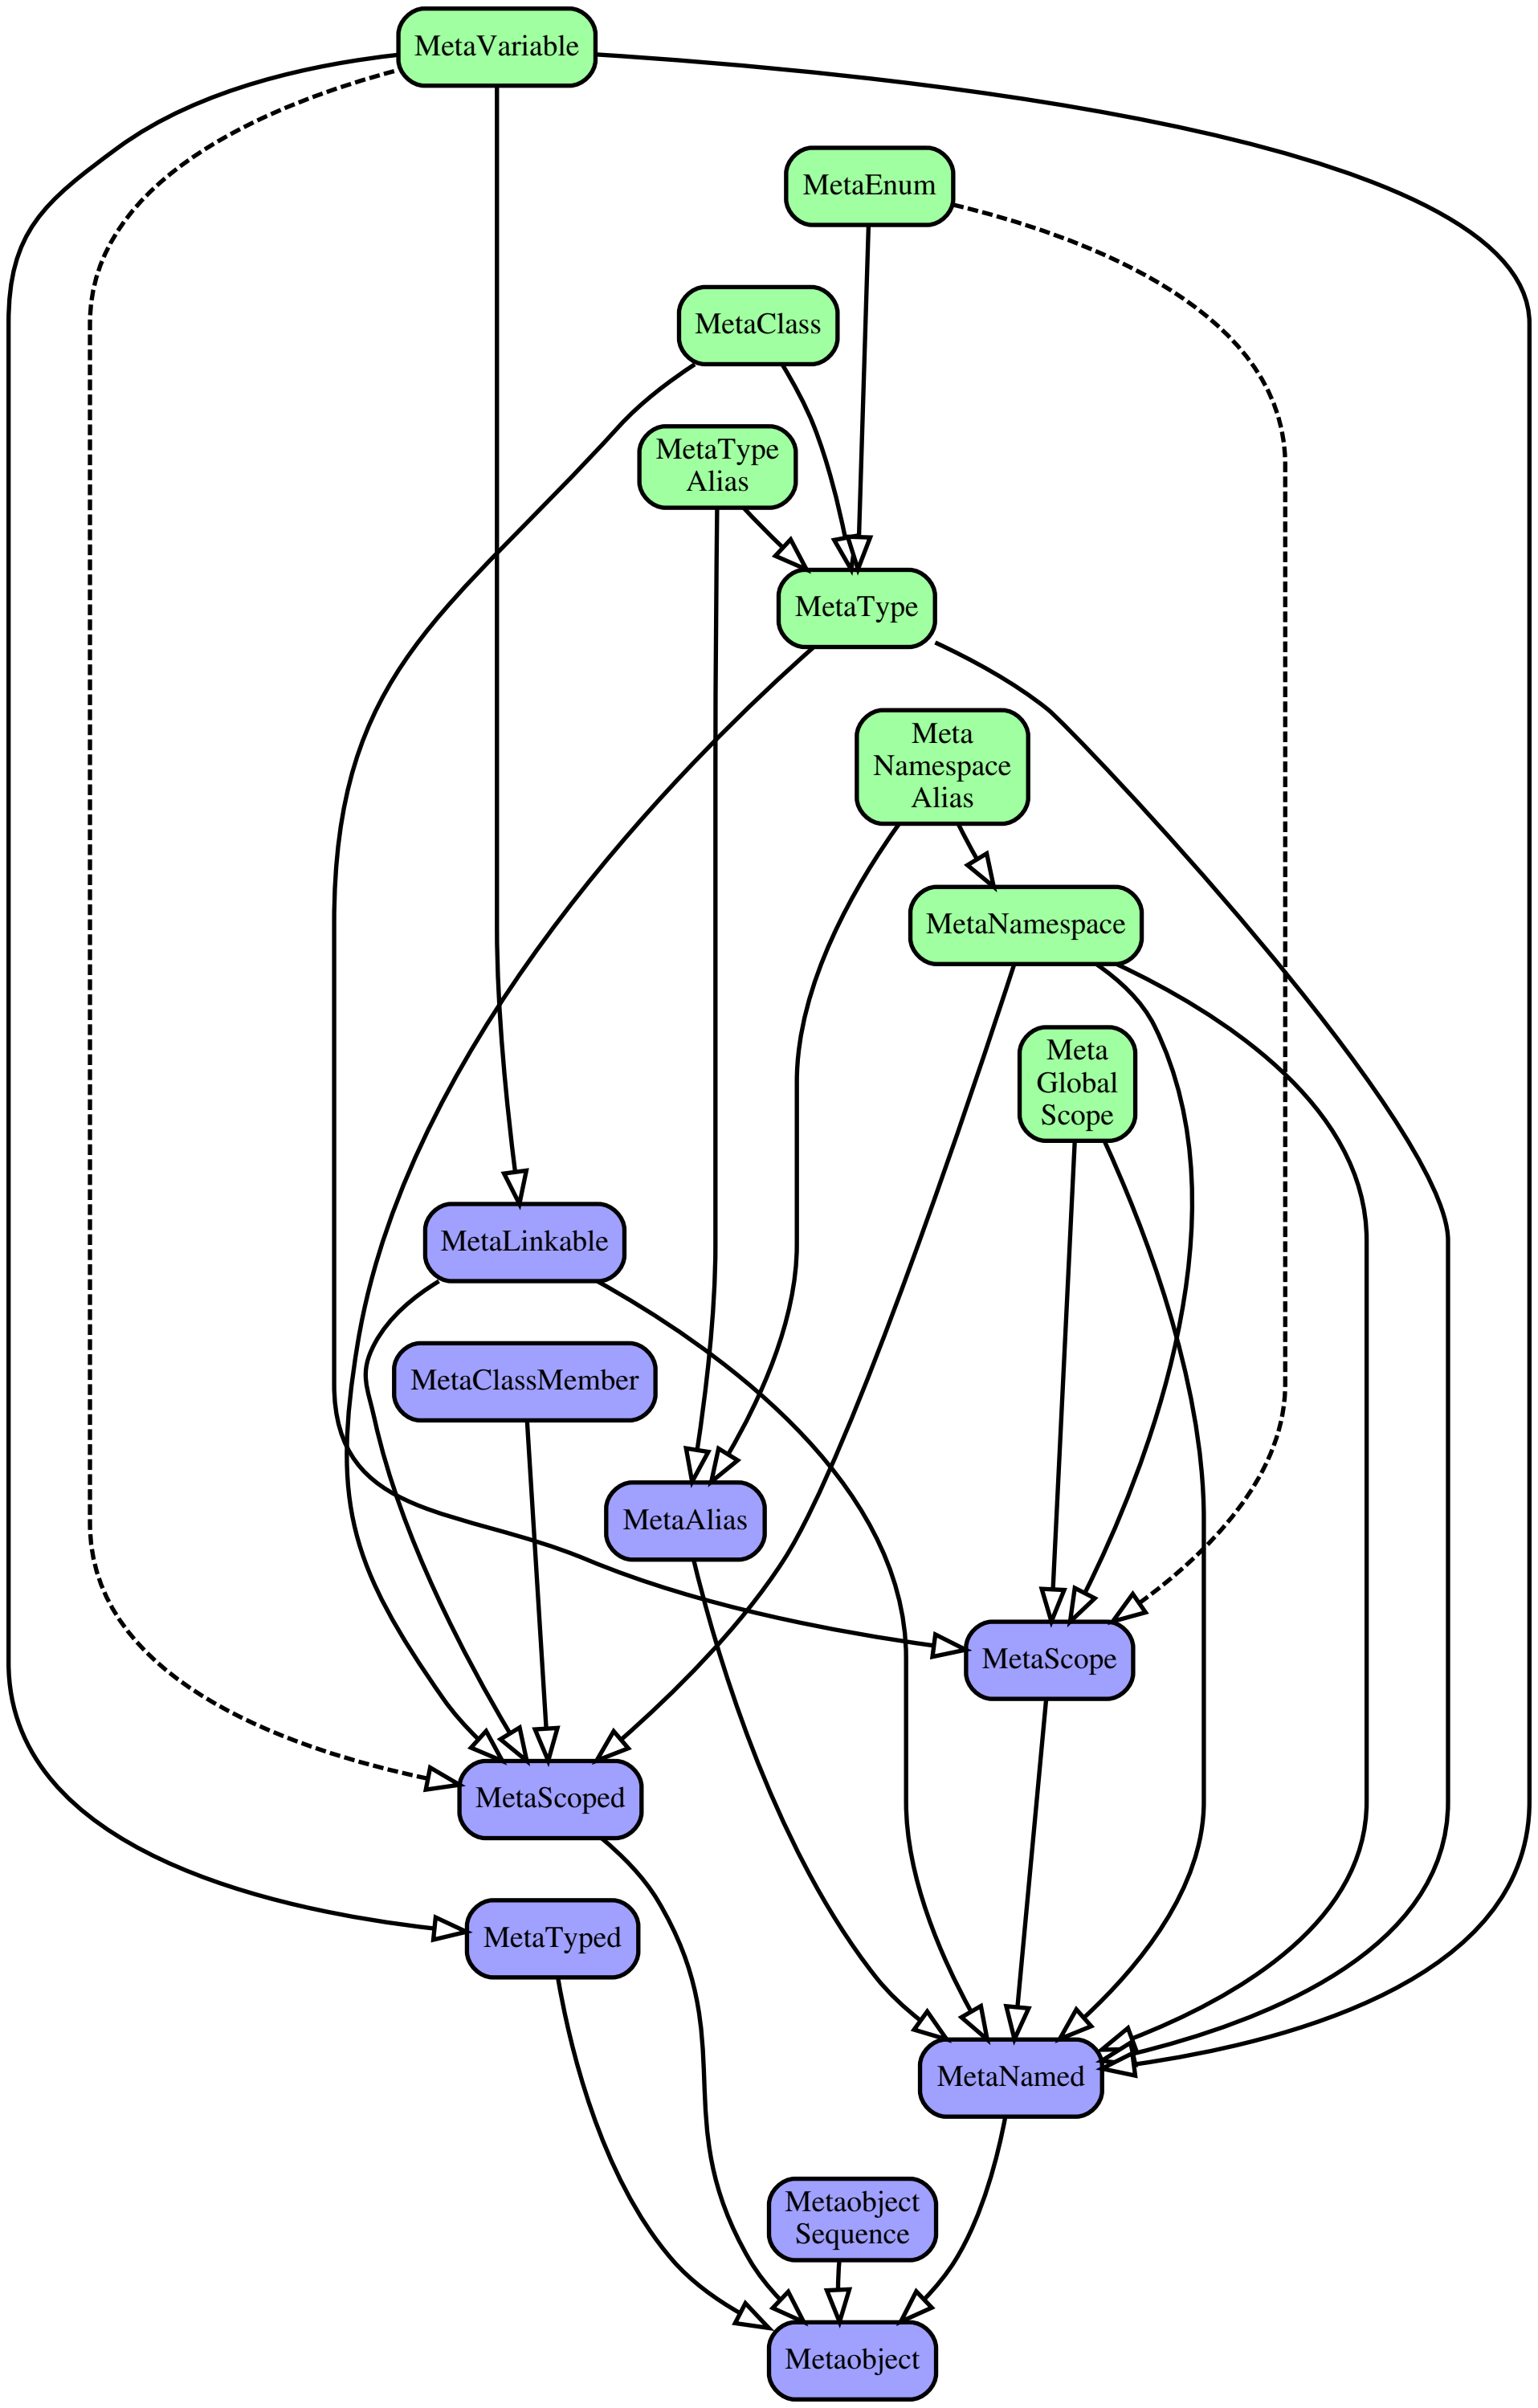 MetaVariable
MetaEnum
MetaClass
MetaType
Alias
MetaType
Meta
Namespace
Alias
MetaNamespace
Meta
Global
Scope
MetaLinkable
MetaClassMember
MetaAlias
MetaScope
MetaScoped
MetaTyped
MetaNamed
Metaobject
Sequence
Metaobject